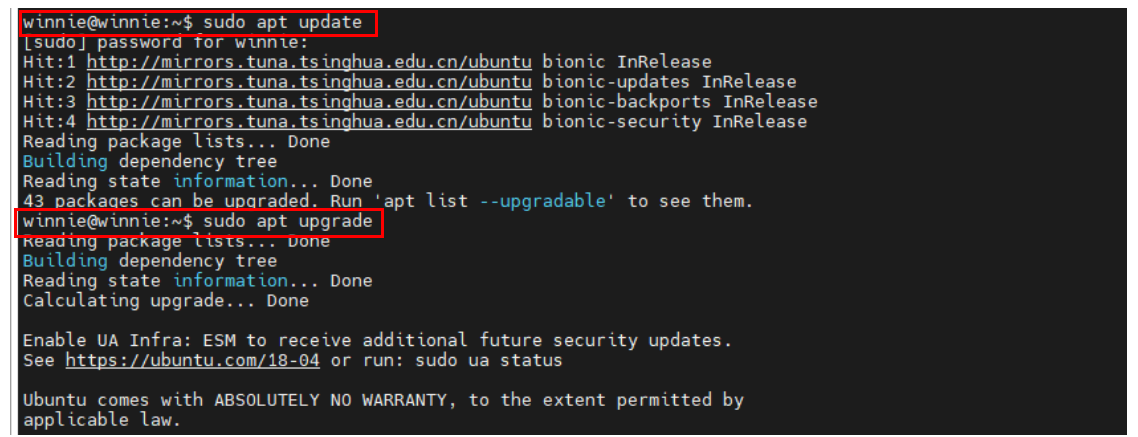 winnie@winnie:~$ sudo apt update
[sudo] password for winnie:
Hit:1 http://mirrors.tuna.tsinghua.edu.cn/ubuntu bionic InRelease
Hit:2 http://mirrors.tuna.tsinghua.edu.cn/ubuntu bionic-updates InRelease
Hit:3 http://mirrors.tuna.tsinghua.edu.cn/ubuntu bionic-backports InRelease
Hit:4 http://mirrors.tuna.tsinghua.edu.cn/ubuntu bionic-security InRelease
Reading package lists... Done
Building dependency tree
Reading state information... Done
43 packages can be upgraded. Run 'apt list --upgradable' to see them.
winnie@winnie:~$ sudo apt upgrade
Reading package lists... Done
Building dependency tree
Reading state information... Done
Calculating upgrade... Done
Enable UA Infra: ESM to receive additional future security updates.
See https://ubuntu.com/18-04 or run: sudo ua status
Ubuntu comes with ABSOLUTELY NO WARRANTY, to the extent permitted by
applicable law.